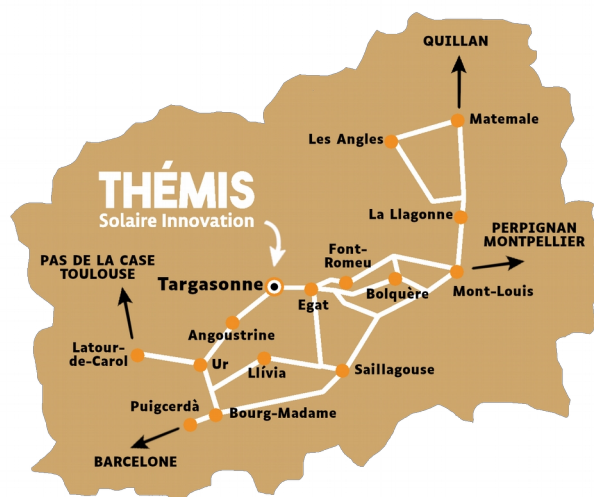 QUILLAN
Matemale
Les Angles
THÉMIS
Solaire Innovation
La Llagonne
PERPIGNAN
MONTPELLIER
Font-
Romeu
PAS DE LA CASE
TOULOUSE
Targasonne
Egat
Bolquère
Mont-Louis
Angoustrine
Latour-
de-Carol
Ur
Llívia
Saillagouse
Puigcerdà
Bourg-Madame
BARCELONE